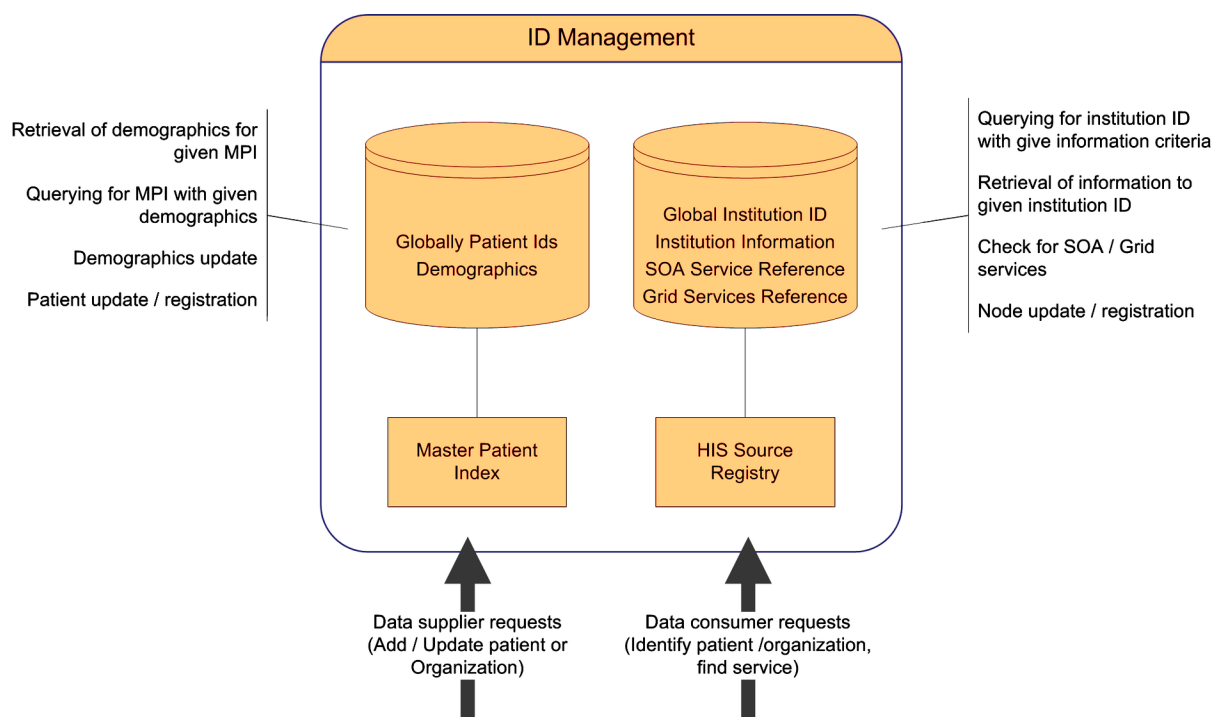 ID Management
Retrieval of demographics for
given MPI
Querying for MPI with given
demographics
Demographics update
Patient update / registration
Globally Patient Ids
Demographics
Global Institution ID
Institution Information
SOA Service Reference
Grid Services Reference
Querying for institution ID
with give information criteria
Retrieval of information to
given institution ID
Check for SOA / Grid
services
Node update / registration
Master Patient
Index
HIS Source
Registry
Data supplier requests
(Add / Update patient or
Organization)
Data consumer requests
(Identify patient /organization,
find service)